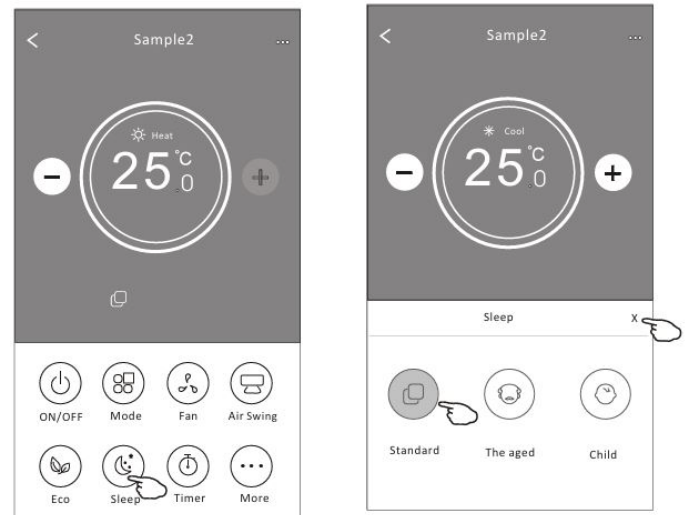 Sample2
...
Heat
25.0°C
ON/OFF Mode Fan Air Swing
Eco Sleep Timer More
Sample2
...
Cool
25.0°C
Sleep X
Standard The aged Child